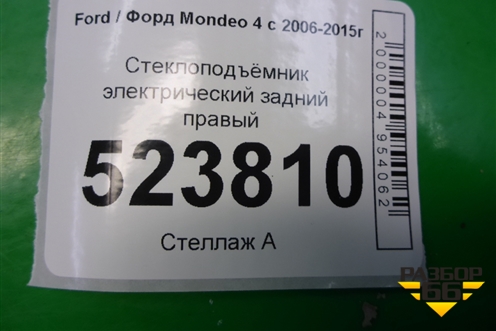 Ford / Форд Mondeo 4 с 2006-2015г
Стеклоподъёмник
электрический задний
правый
523810
Стеллаж А
2000004954062
РАЗБОР
66